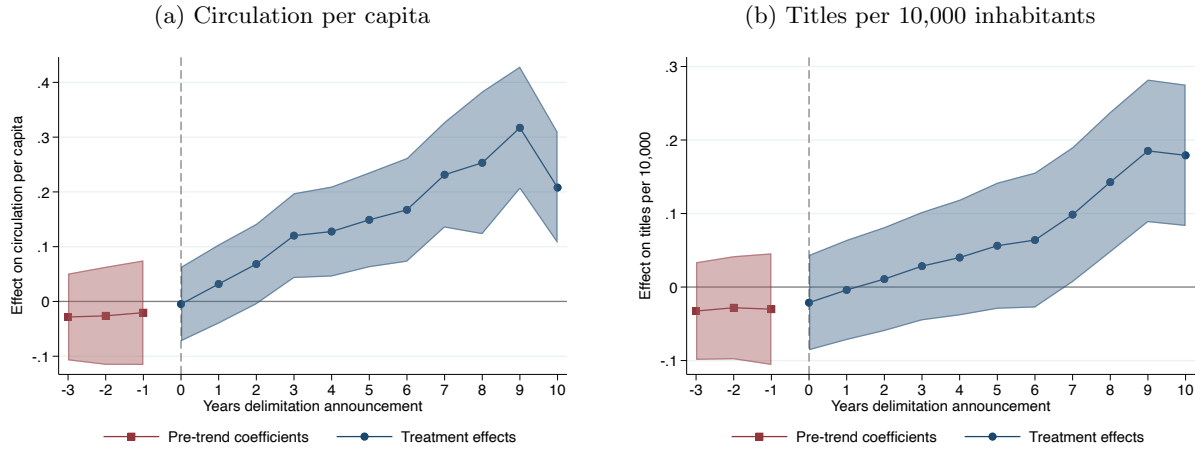 (a) Circulation per capita
Effect on circulation per capita
.4
.3
.2
.1
0
-.1
-3 -2 -1 0 1 2 3 4 5 6 7 8 9 10
Years delimitation announcement
Pre-trend coefficients Treatment effects
(b) Titles per 10,000 inhabitants
Effect on titles per 10,000
.3
.2
.1
0
-.1
-3 -2 -1 0 1 2 3 4 5 6 7 8 9 10
Years delimitation announcement
Pre-trend coefficients Treatment effects